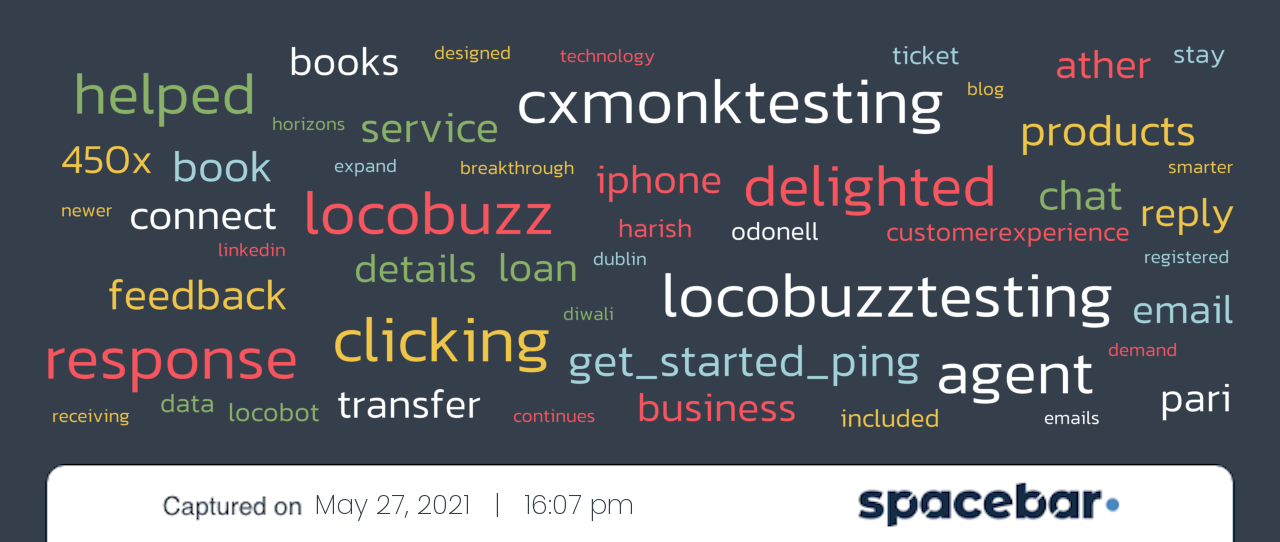 books designed technology ticket ather stay
helped cxmonktesting blog
horizons service products
450x book expand breakthrough iphone delighted smarter
newer connect locobuzz harish odonell chat reply
linkedin customerexperience
details loan dublin registered
feedback diwali locobuzztesting email
response clicking get_started_ping agent demand
receiving data locobot transfer continues business included emails pari
Captured on May 27, 2021 | 16:07 pm spacebar